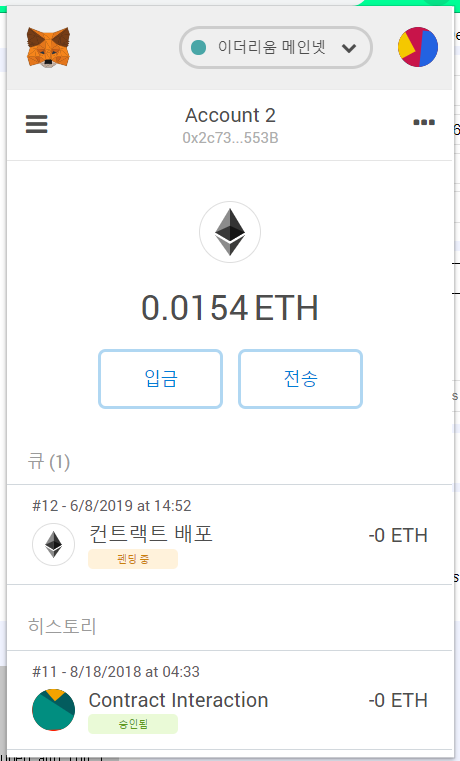 이더리움 메인넷
Account 2
0x2c73...553B
0.0154 ETH
입금
전송
큐 (1)
#12 - 6/8/2019 at 14:52
컨트랙트 배포
-0 ETH
펜딩 중
히스토리
#11 - 8/18/2018 at 04:33
Contract Interaction
-0 ETH
승인됨